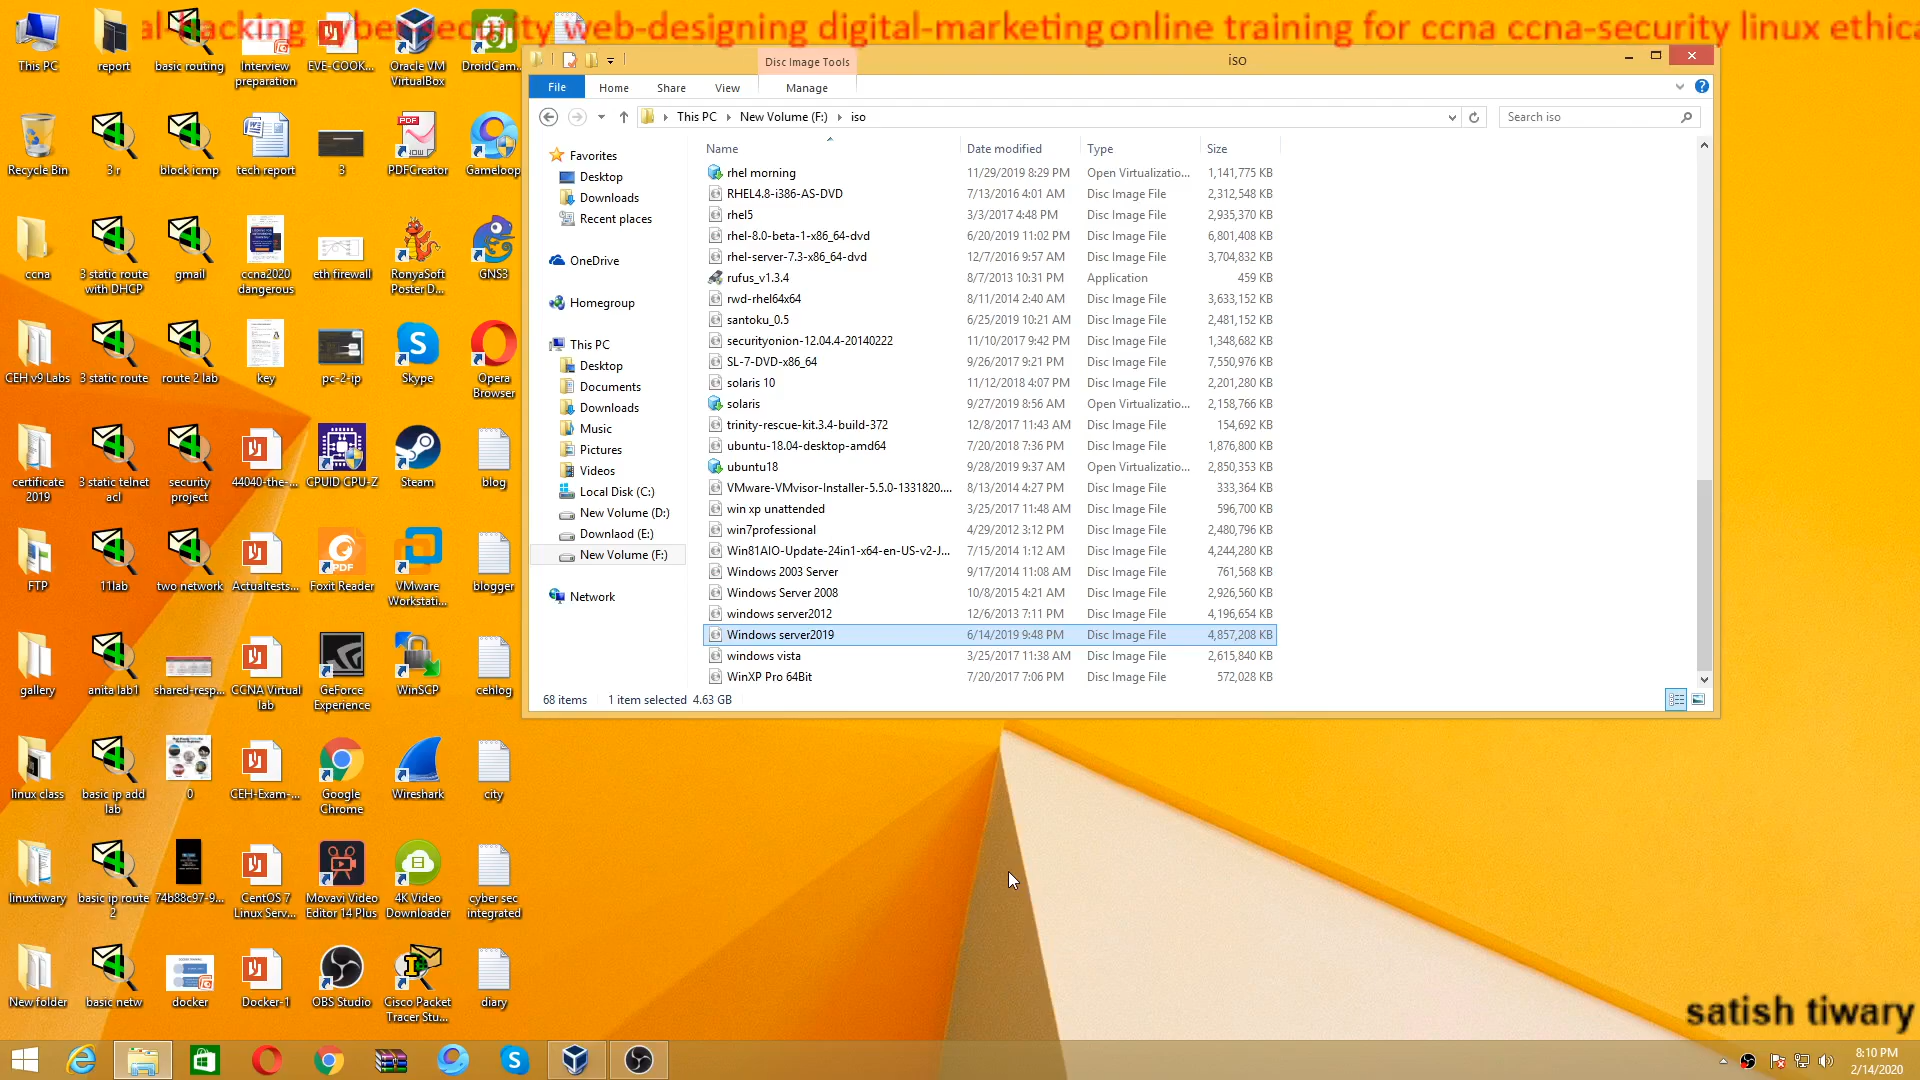 al-hacking cyber-security web-designing digital-marketing online training for ccna ccna-security linux ethica
This PC
report
basic routing
Interview preparation
EVE-COOK...
Oracle VM VirtualBox
DroidCam...
Recycle Bin
3 r
block icmp
tech report
3
PDFCreator
Gameloop
ccna
3 static route with DHCP
gmail
ccna2020 dangerous
eth firewall
RonyaSoft Poster D...
GNS3
CEH v9 Labs
3 static route
route 2 lab
key
pc-2-ip
Skype
Opera Browser
certificate 2019
3 static telnet acl
security project
44040-the-...
CPUID CPU-Z
Steam
blog
FTP
11lab
two network
Actualtests...
Foxit Reader
VMware Workstati...
blogger
gallery
anita lab1
shared-resp...
CCNA Virtual lab
GeForce Experience
WinSCP
cehlog
linux class
basic ip add lab
0
CEH-Exam-...
Google Chrome
Wireshark
city
linuxtiwary
basic ip route 2
74b88c97-9...
CentOS 7 Linux Serv...
Movavi Video Editor 14 Plus
4K Video Downloader
cyber sec integrated
New folder
basic netw
docker
Docker-1
OBS Studio
Cisco Packet Tracer Stu...
diary
Disc Image Tools
iso
File
Home
Share
View
Manage
This PC
New Volume (F:)
iso
Search iso
Favorites
Desktop
Downloads
Recent places
OneDrive
Homegroup
This PC
Desktop
Documents
Downloads
Music
Pictures
Videos
Local Disk (C:)
New Volume (D:)
Downlaod (E:)
New Volume (F:)
Network
Name Date modified Type Size
rhel morning 11/29/2019 8:29 PM Open Virtualizatio... 1,141,775 KB
RHEL4.8-i386-AS-DVD 7/13/2016 4:01 AM Disc Image File 2,312,548 KB
rhel5 3/3/2017 4:48 PM Disc Image File 2,935,370 KB
rhel-8.0-beta-1-x86_64-dvd 6/20/2019 11:02 PM Disc Image File 6,801,408 KB
rhel-server-7.3-x86_64-dvd 12/7/2016 9:57 AM Disc Image File 3,704,832 KB
rufus_v1.3.4 8/7/2013 10:31 PM Application 459 KB
rwd-rhel64x64 8/11/2014 2:40 AM Disc Image File 3,633,152 KB
santoku_0.5 6/25/2019 10:21 AM Disc Image File 2,481,152 KB
securityonion-12.04.4-20140222 11/10/2017 9:42 PM Disc Image File 1,348,682 KB
SL-7-DVD-x86_64 9/26/2017 9:21 PM Disc Image File 7,550,976 KB
solaris 10 11/12/2018 4:07 PM Disc Image File 2,201,280 KB
solaris 9/27/2019 8:56 AM Open Virtualizatio... 2,158,766 KB
trinity-rescue-kit.3.4-build-372 12/8/2017 11:43 AM Disc Image File 154,692 KB
ubuntu-18.04-desktop-amd64 7/20/2018 7:36 PM Disc Image File 1,876,800 KB
ubuntu18 9/28/2019 9:37 AM Open Virtualizatio... 2,850,353 KB
VMware-VMvisor-Installer-5.5.0-1331820.... 8/13/2014 4:27 PM Disc Image File 333,364 KB
win xp unattended 3/25/2017 11:48 AM Disc Image File 596,700 KB
win7professional 4/29/2012 3:12 PM Disc Image File 2,480,796 KB
Win81AIO-Update-24in1-x64-en-US-v2-J... 7/15/2014 1:12 AM Disc Image File 4,244,280 KB
Windows 2003 Server 9/17/2014 11:08 AM Disc Image File 761,568 KB
Windows Server 2008 10/8/2015 4:21 AM Disc Image File 2,926,560 KB
windows server2012 12/6/2013 7:11 PM Disc Image File 4,196,654 KB
Windows server2019 6/14/2019 9:48 PM Disc Image File 4,857,208 KB
windows vista 3/25/2017 11:38 AM Disc Image File 2,615,840 KB
WinXP Pro 64Bit 7/20/2017 7:06 PM Disc Image File 572,028 KB
68 items 1 item selected 4.63 GB
satish tiwary
8:10 PM
2/14/2020